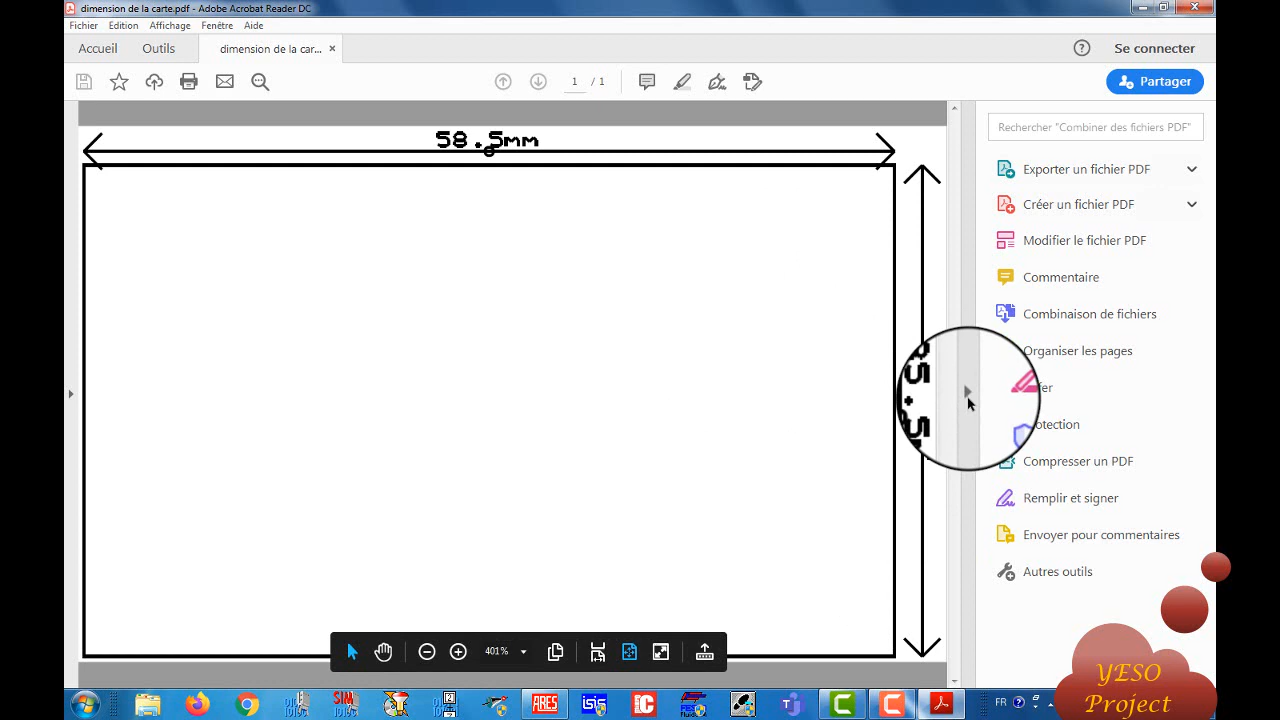 dimension de la carte.pdf - Adobe Acrobat Reader DC
Fichier Edition Affichage Fenêtre Aide
Accueil Outils dimension de la car... × Se connecter
1 / 1 Partager
58.5mm
Rechercher "Combiner des fichiers PDF"
Exporter un fichier PDF
Créer un fichier PDF
Modifier le fichier PDF
Commentaire
Combinaison de fichiers
Organiser les pages
Compresser un PDF
Remplir et signer
Envoyer pour commentaires
Autres outils
401%
YESO
Project
SIM
ARES
isis
FR